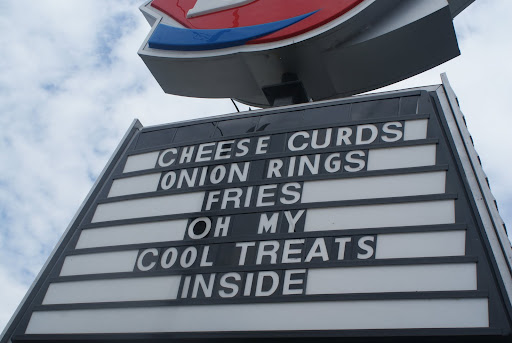 CHEESE CURDS
ONION RINGS
FRIES
OH MY
COOL TREATS
INSIDE